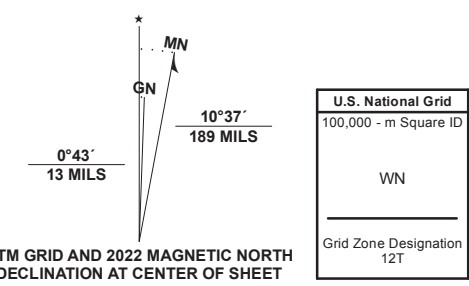 ★
MN
GN
10°37´
189 MILS
0°43´
13 MILS
TM GRID AND 2022 MAGNETIC NORTH
DECLINATION AT CENTER OF SHEET
U.S. National Grid
100,000 - m Square ID
WN
Grid Zone Designation
12T